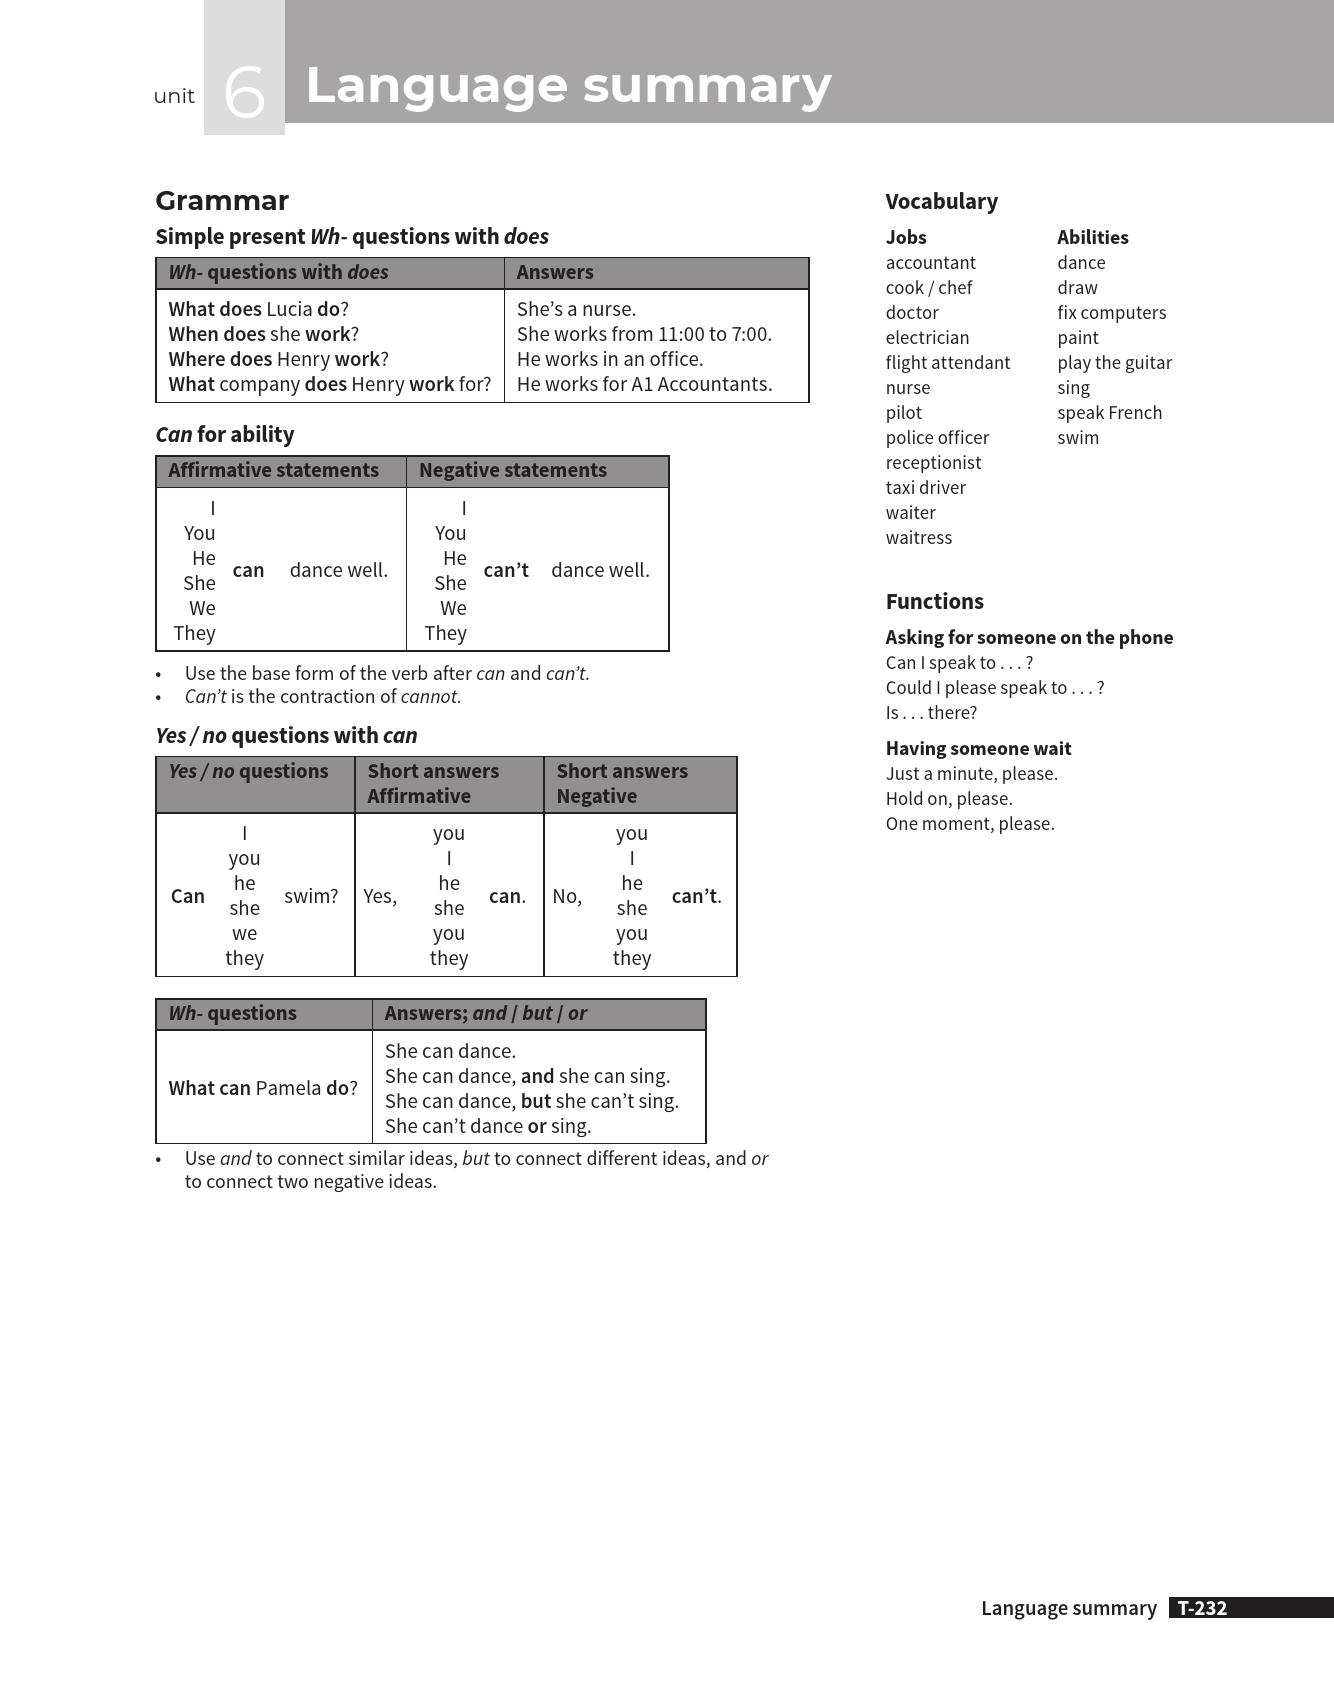 unit 6 Language summary
Grammar
Simple present Wh- questions with does
Wh- questions with does Answers
What does Lucia do? She’s a nurse.
When does she work? She works from 11:00 to 7:00.
Where does Henry work? He works in an office.
What company does Henry work for? He works for A1 Accountants.
Can for ability
Affirmative statements Negative statements
I
You
He
She
We
They
can dance well.
I
You
He
She
We
They
can’t dance well.
• Use the base form of the verb after can and can’t.
• Can’t is the contraction of cannot.
Yes / no questions with can
Yes / no questions
Short answers
Affirmative
Short answers
Negative
Can
I
you
he
she
we
they
swim?
Yes,
you
I
he
she
you
they
can.
No,
you
I
he
she
you
they
can’t.
Wh- questions Answers; and / but / or
What can Pamela do?
She can dance.
She can dance, and she can sing.
She can dance, but she can’t sing.
She can’t dance or sing.
• Use and to connect similar ideas, but to connect different ideas, and or
to connect two negative ideas.
Vocabulary
Jobs
accountant
cook / chef
doctor
electrician
flight attendant
nurse
pilot
police officer
receptionist
taxi driver
waiter
waitress
Abilities
dance
draw
fix computers
paint
play the guitar
sing
speak French
swim
Functions
Asking for someone on the phone
Can I speak to . . . ?
Could I please speak to . . . ?
Is . . . there?
Having someone wait
Just a minute, please.
Hold on, please.
One moment, please.
Language summary T-232